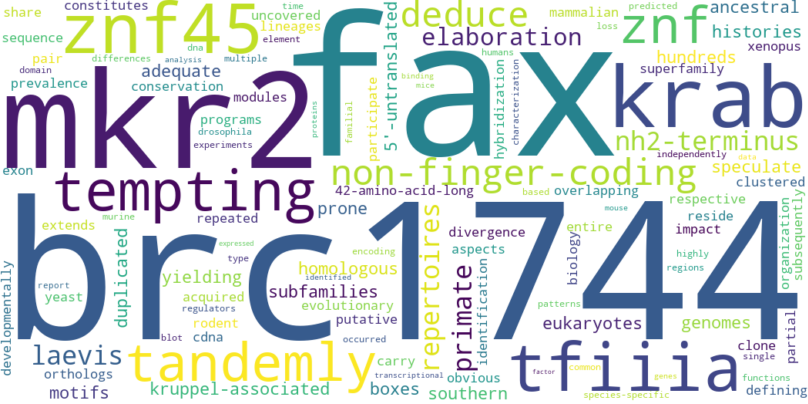 constitutes
share
time
uncovered
znf45
lineages
sequence
dna
element
pair
differences
analysis
multiple
domain
adequate
prevalence
conservation
mkr2
modules
programs
drosophila
experiments
exon
fax
proteins
familial
participate
5'-untranslated
deduce
elaboration
binding
mice
hybridization
humans
characterization
mammalian
predicted
loss
znf
ancestral
histories
xenopus
hundreds
superfamily
krab
nh2-terminus
independently
data
speculate
clustered
non-finger-coding
tempting
42-amino-acid-long
based
overlapping
mouse
respective
reside
impact
highly
regions
organization
subsequently
repeated
prone
extends
murine
duplicated
expressed
type
encoding
identified
homologous
yielding
acquired
regulators
subfamilies
evolutionary
putative
repertoires
divergence
aspects
primate
identification
entire
biology
patterns
eukaryotes
genomes
partial
clone
single
brc1744
developmentally
report
yeast
rodent
cdna
blot
occurred
transcriptional
carry
obvious
laevis
orthologs
motifs
tandemly
kruppel-associated
boxes
southern
tfiiia
factor
common
genes
species-specific
functions
defining